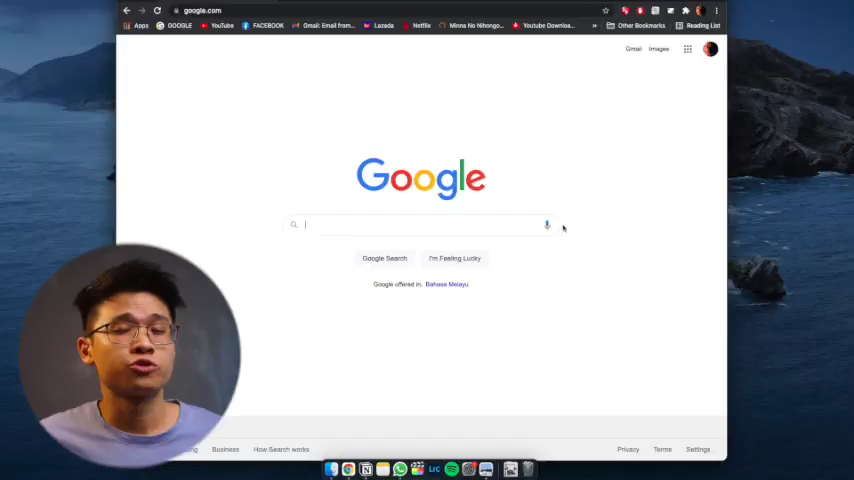 google.com
Apps GOOGLE YouTube FACEBOOK Gmail: Email from... Lazada Netflix Minna No Nihongo... Youtube Downloa... » Other Bookmarks Reading List
Gmail Images
Google
Google Search I'm Feeling Lucky
Google offered in: Bahasa Melayu
Business How Search works Privacy Terms Settings
LrC